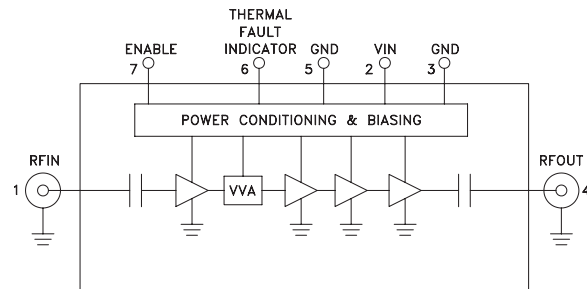 THERMAL
FAULT
ENABLE INDICATOR GND VIN GND
7 6 5 2 3
POWER CONDITIONING & BIASING
RFIN RFOUT
1 VVA 4